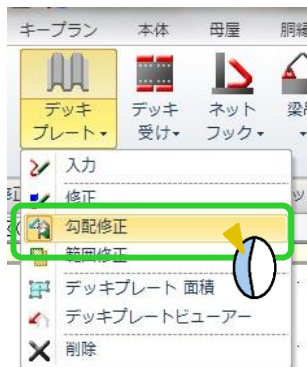 キープラン 本体 母屋 胴縁
デッキ プレート▼ デッキ 受け▼ ネット フック▼ 梁
入力
修正
勾配修正
範囲修正
デッキプレート 面積
デッキプレートビューアー
削除